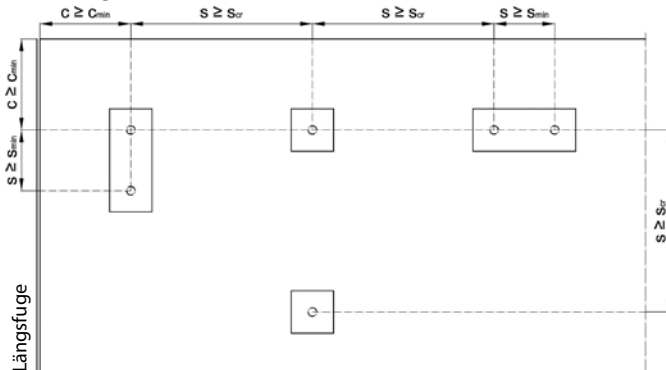 c ≥ cmin
s ≥ scr
s ≥ scr
s ≥ smin
c ≥ cmin
s ≥ smin
s ≥ scr
Längsfuge